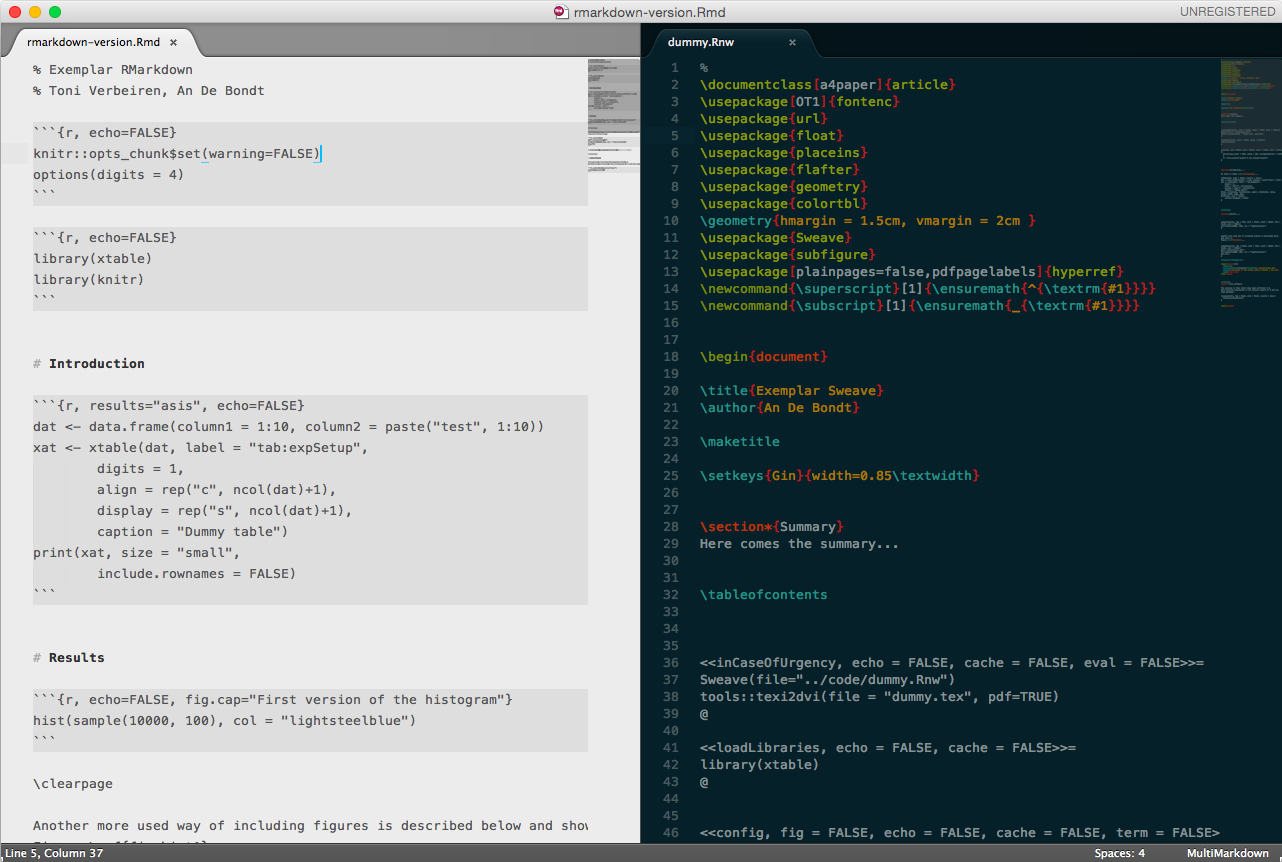 rmarkdown-version.Rmd
UNREGISTERED
rmarkdown-version.Rmd ×
% Exemplar RMarkdown
% Toni Verbeiren, An De Bondt
```{r, echo=FALSE}
knitr::opts_chunk$set(warning=FALSE)
options(digits = 4)
```
```{r, echo=FALSE}
library(xtable)
library(knitr)
```
# Introduction
```{r, results="asis", echo=FALSE}
dat <- data.frame(column1 = 1:10, column2 = paste("test", 1:10))
xat <- xtable(dat, label = "tab:expSetup",
        digits = 1,
        align = rep("c", ncol(dat)+1),
        display = rep("s", ncol(dat)+1),
        caption = "Dummy table")
print(xat, size = "small",
        include.rownames = FALSE)
```
# Results
```{r, echo=FALSE, fig.cap="First version of the histogram"}
hist(sample(10000, 100), col = "lightsteelblue")
```
\clearpage
Another more used way of including figures is described below and show
dummy.Rnw ×
1 %
2 \documentclass[a4paper]{article}
3 \usepackage[OT1]{fontenc}
4 \usepackage{url}
5 \usepackage{float}
6 \usepackage{placeins}
7 \usepackage{flafter}
8 \usepackage{geometry}
9 \usepackage{colortbl}
10 \geometry{hmargin = 1.5cm, vmargin = 2cm }
11 \usepackage{Sweave}
12 \usepackage{subfigure}
13 \usepackage[plainpages=false,pdfpagelabels]{hyperref}
14 \newcommand{\superscript}[1]{\ensuremath{^{\textrm{#1}}}}
15 \newcommand{\subscript}[1]{\ensuremath{_{\textrm{#1}}}}
16
17
18 \begin{document}
19
20 \title{Exemplar Sweave}
21 \author{An De Bondt}
22
23 \maketitle
24
25 \setkeys{Gin}{width=0.85\textwidth}
26
27
28 \section*{Summary}
29 Here comes the summary...
30
31
32 \tableofcontents
33
34
35
36 <<inCaseOfUrgency, echo = FALSE, cache = FALSE, eval = FALSE>>=
37 Sweave(file="../code/dummy.Rnw")
38 tools::texi2dvi(file = "dummy.tex", pdf=TRUE)
39 @
40
41 <<loadLibraries, echo = FALSE, cache = FALSE>>=
42 library(xtable)
43 @
44
45
46 <<config, fig = FALSE, echo = FALSE, cache = FALSE, term = FALSE>
Line 5, Column 37
Spaces: 4
MultiMarkdown